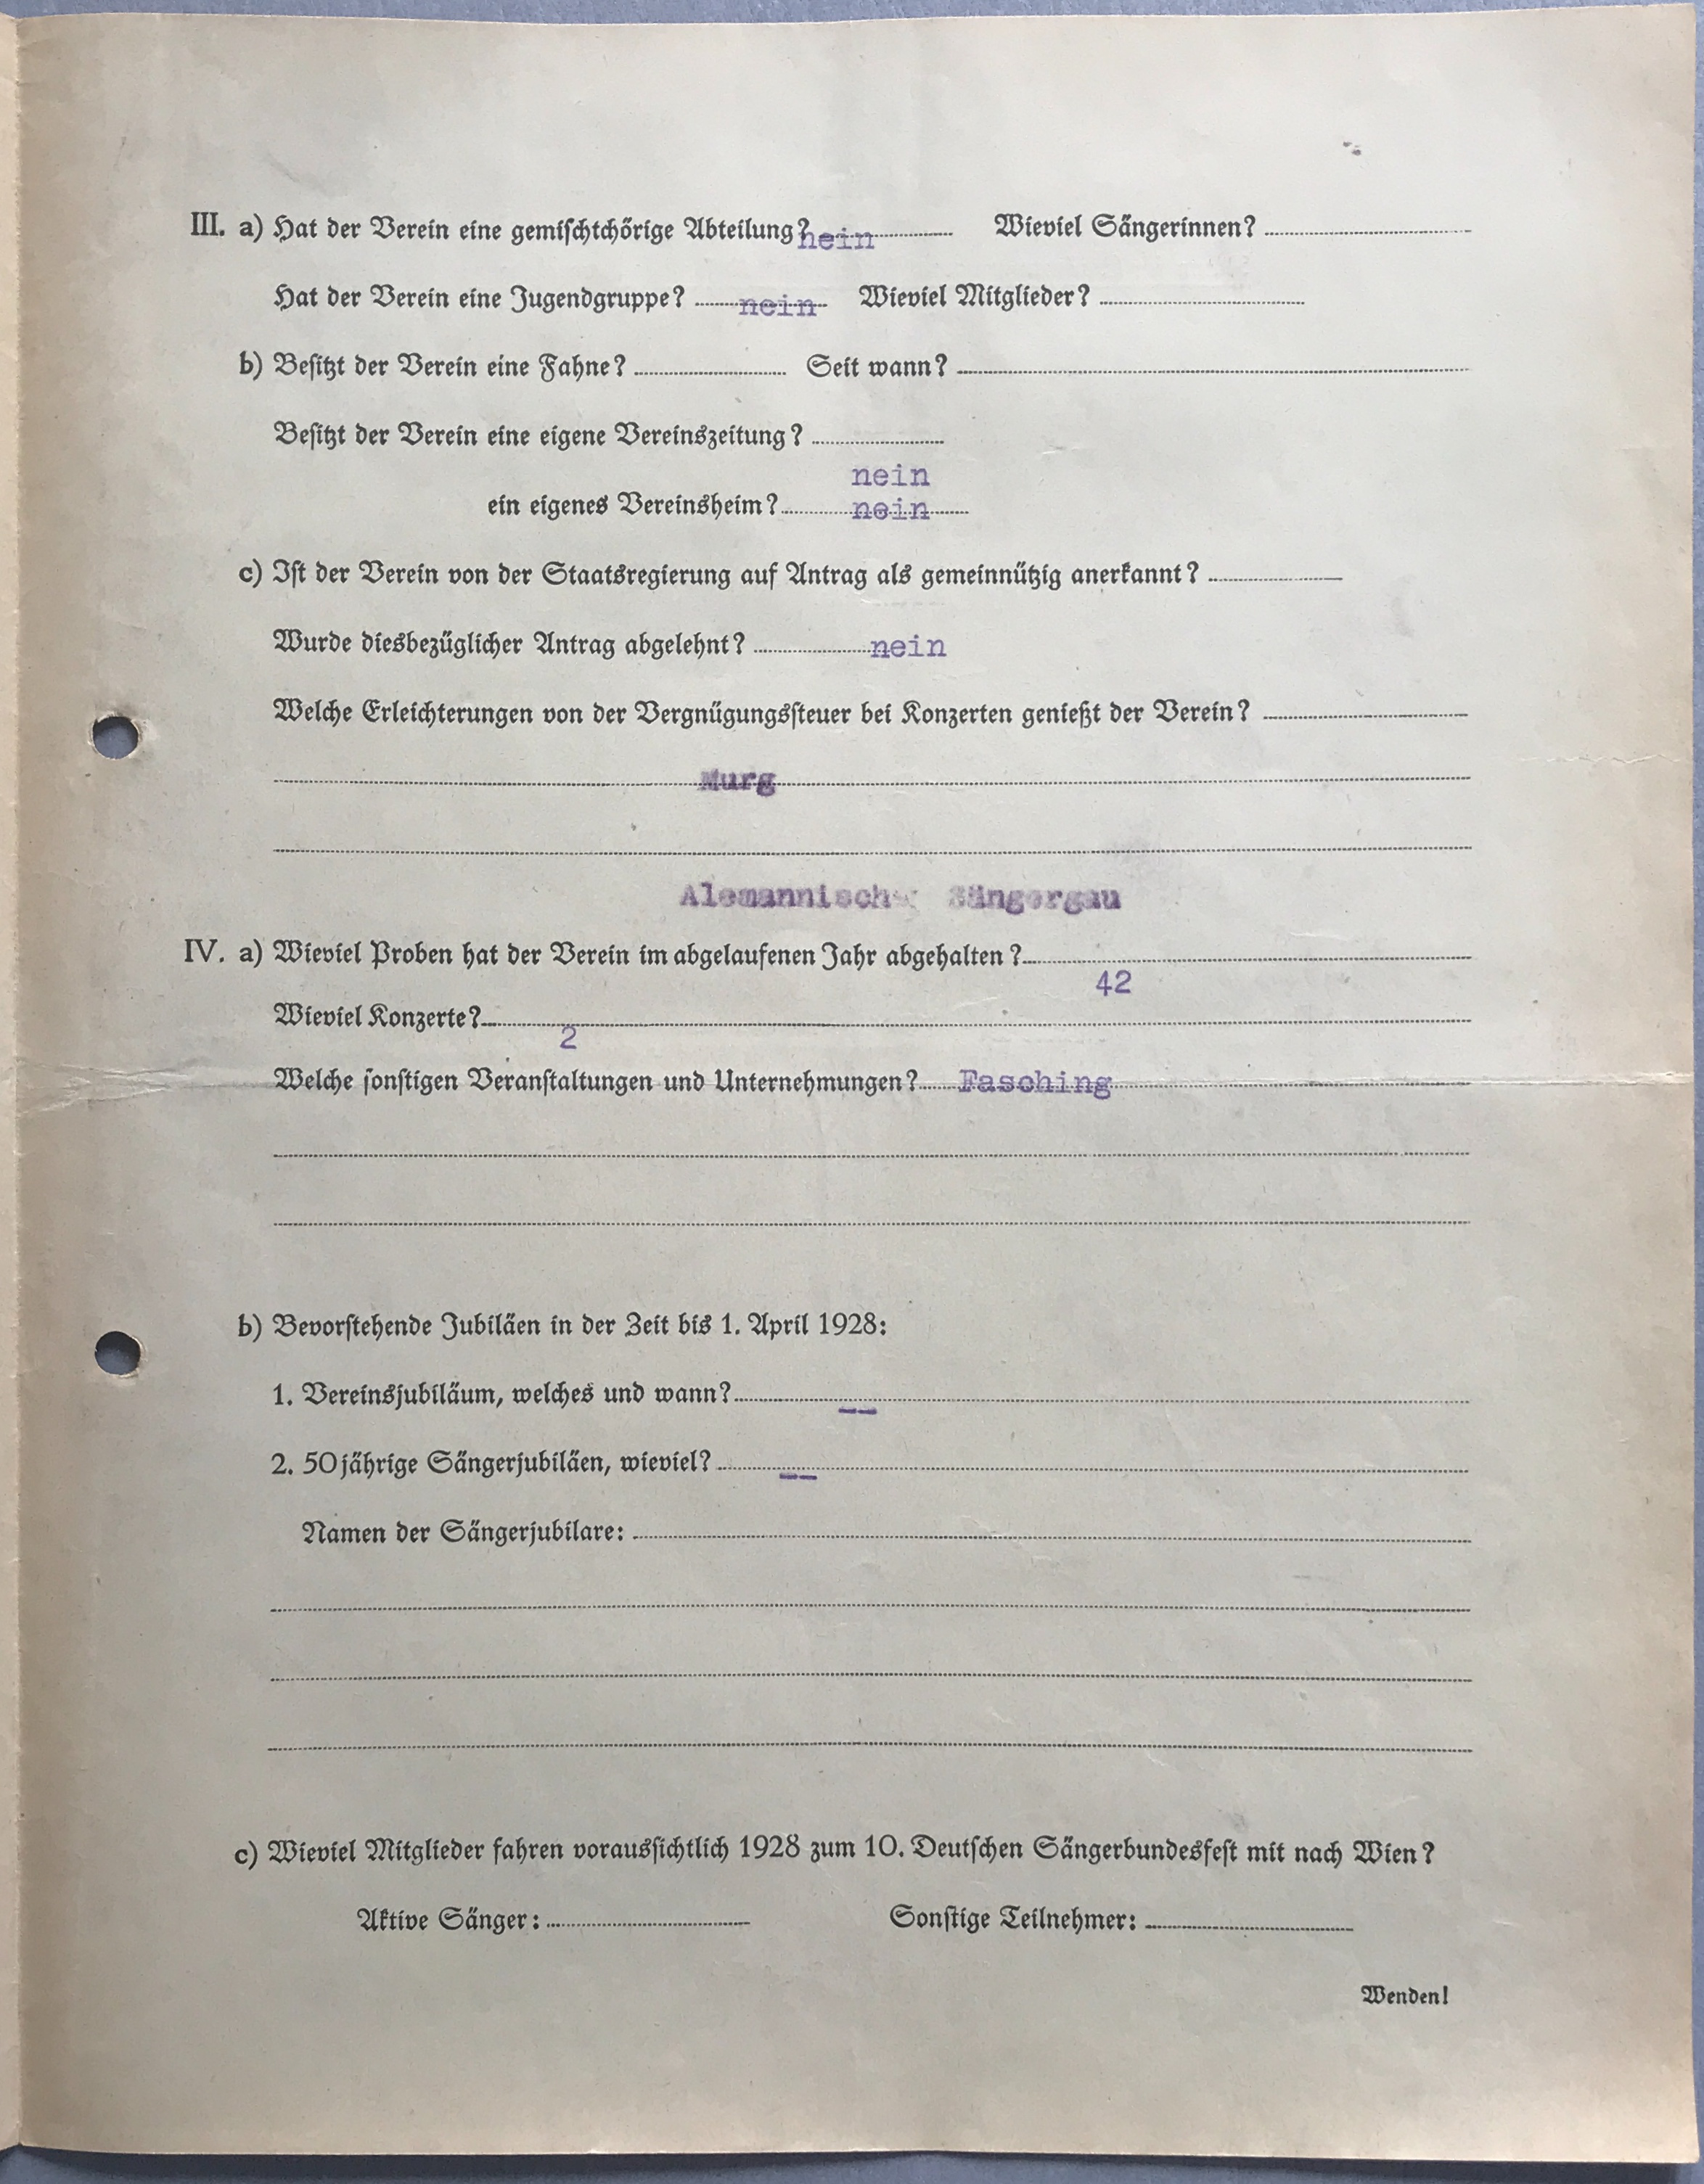 III. a) Hat der Verein eine gemischtchörige Abteilung? nein Wieviel Sängerinnen?
Hat der Verein eine Jugendgruppe? nein Wieviel Mitglieder?
b) Besitzt der Verein eine Fahne? Seit wann?
Besitzt der Verein eine eigene Vereinszeitung?
nein
ein eigenes Vereinsheim? nein
c) Ist der Verein von der Staatsregierung auf Antrag als gemeinnützig anerkannt?
Wurde diesbezüglicher Antrag abgelehnt? nein
Welche Erleichterungen von der Vergnügungssteuer bei Konzerten genießt der Verein?
Murg
Alemannisch Sängergau
IV. a) Wieviel Proben hat der Verein im abgelaufenen Jahr abgehalten?
42
Wieviel Konzerte?
2
Welche sonstigen Veranstaltungen und Unternehmungen? Fasching
b) Bevorstehende Jubiläen in der Zeit bis 1. April 1928:
1. Vereinsjubiläum, welches und wann? --
2. 50jährige Sängerjubiläen, wieviel? --
Namen der Sängerjubilare:
c) Wieviel Mitglieder fahren voraussichtlich 1928 zum 10. Deutschen Sängerbundesfest mit nach Wien?
Aktive Sänger: Sonstige Teilnehmer:
Wenden!